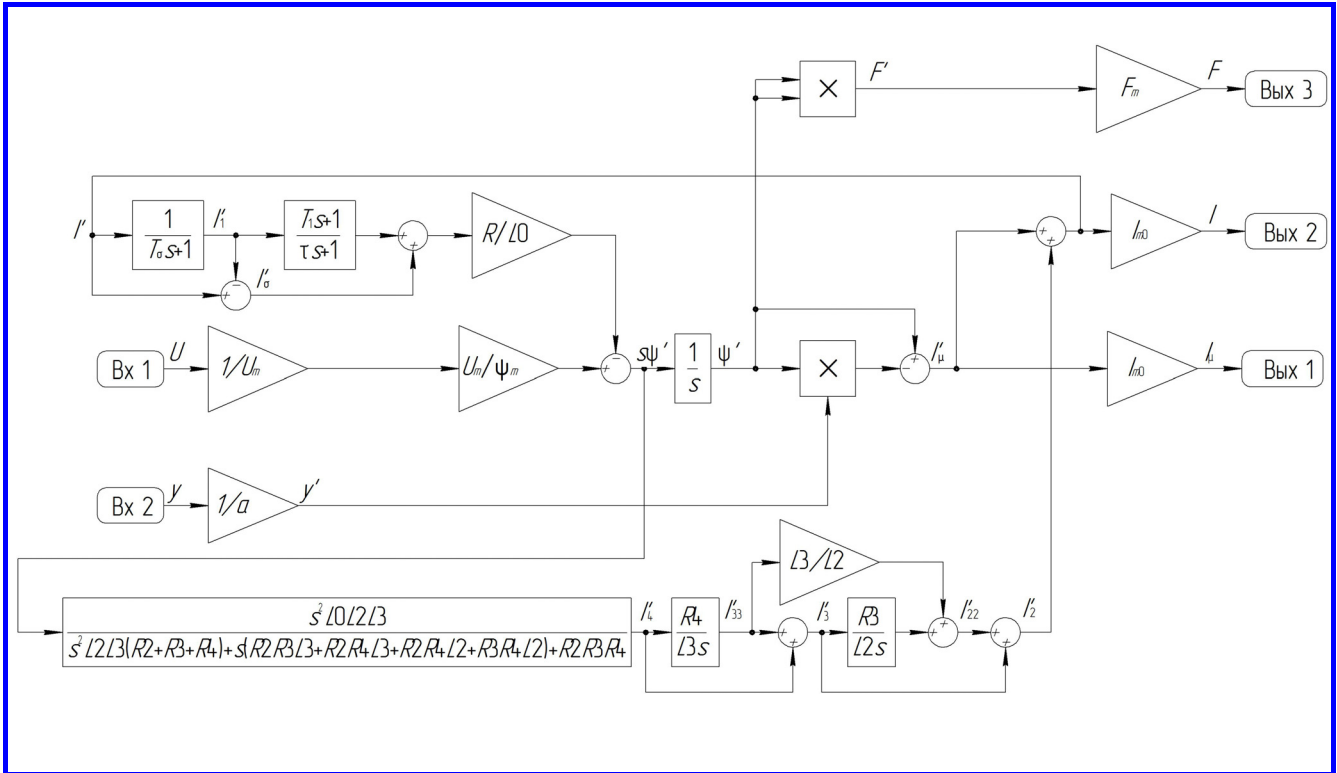 F'
Fm
F
Вых 3
I'
1
Tσs+1
I'1
T1s+1
τs+1
R/L0
Im0
I
Вых 2
I'σ
Вх 1
U
1/Um
Um/ψm
sψ'
1
s
ψ'
I'μ
Im0
Iμ
Вых 1
Вх 2
y
1/a
y'
L3/L2
s²L0L2L3
s²L2L3(R2+R3+R4)+s(R2R3L3+R2R4L3+R2R4L2+R3R4L2)+R2R3R4
I'4
R4
L3s
I'33
I'3
R3
L2s
I'22
I'2